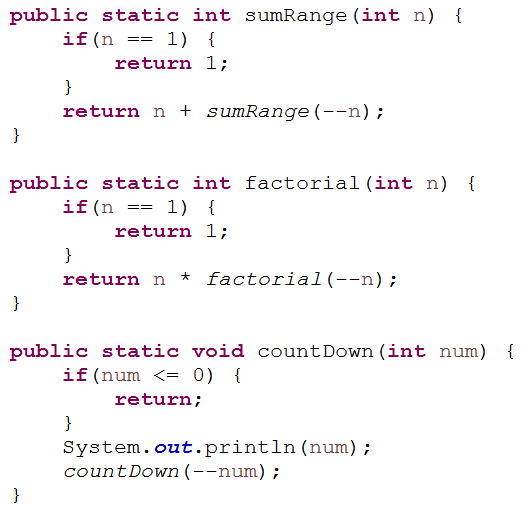 public static int sumRange(int n) {
    if(n == 1) {
        return 1;
    }
    return n + sumRange(--n);
}

public static int factorial(int n) {
    if(n == 1) {
        return 1;
    }
    return n * factorial(--n);
}

public static void countDown(int num) {
    if(num <= 0) {
        return;
    }
    System.out.println(num);
    countDown(--num);
}